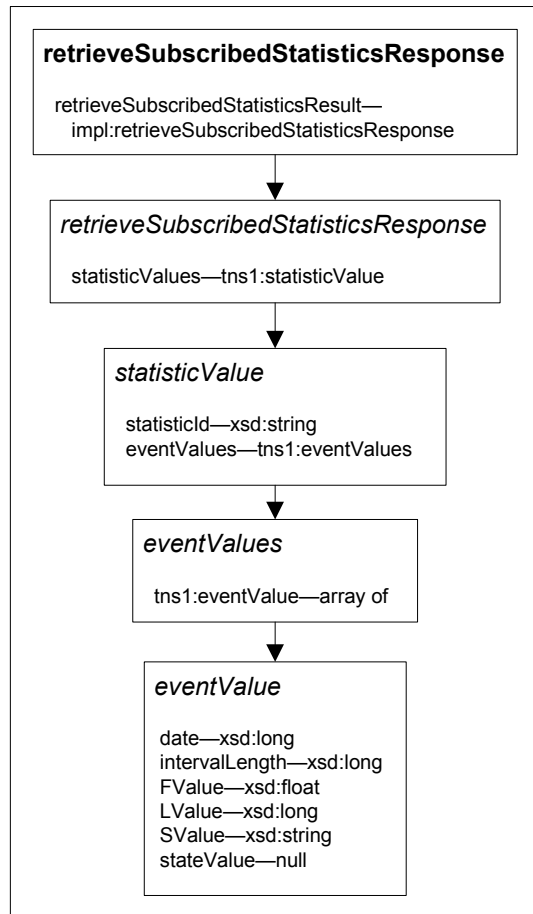 retrieveSubscribedStatisticsResponse
retrieveSubscribedStatisticsResult—
impl:retrieveSubscribedStatisticsResponse
retrieveSubscribedStatisticsResponse
statisticValues—tns1:statisticValue
statisticValue
statisticId—xsd:string
eventValues—tns1:eventValues
eventValues
tns1:eventValue—array of
eventValue
date—xsd:long
intervalLength—xsd:long
FValue—xsd:float
LValue—xsd:long
SValue—xsd:string
stateValue—null